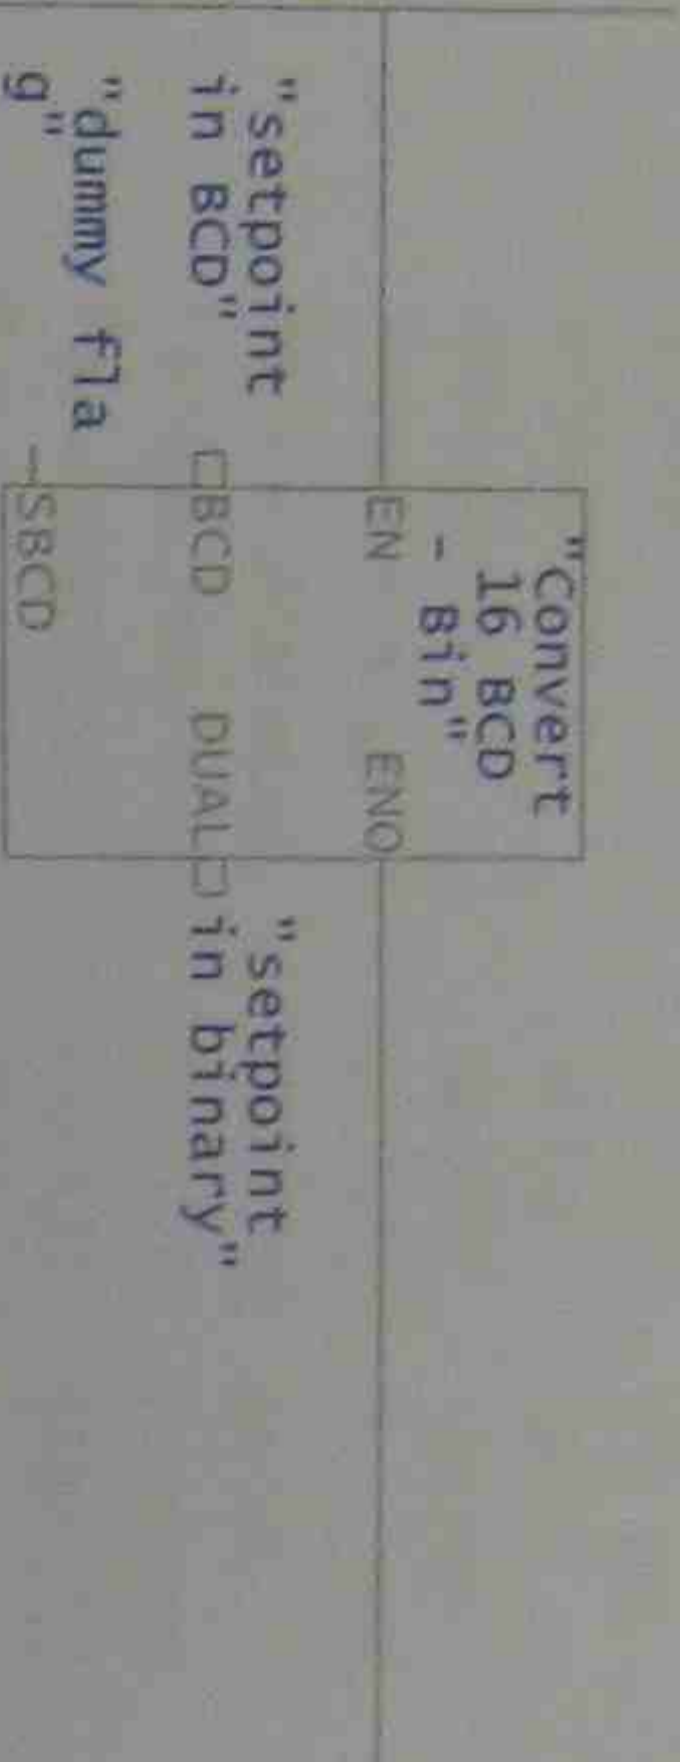 "Convert
16 BCD
- Bin"
EN ENO
"setpoint
in BCD"
BCD DUAL
"setpoint
in binary"
"dummy fla
g"
SBCD